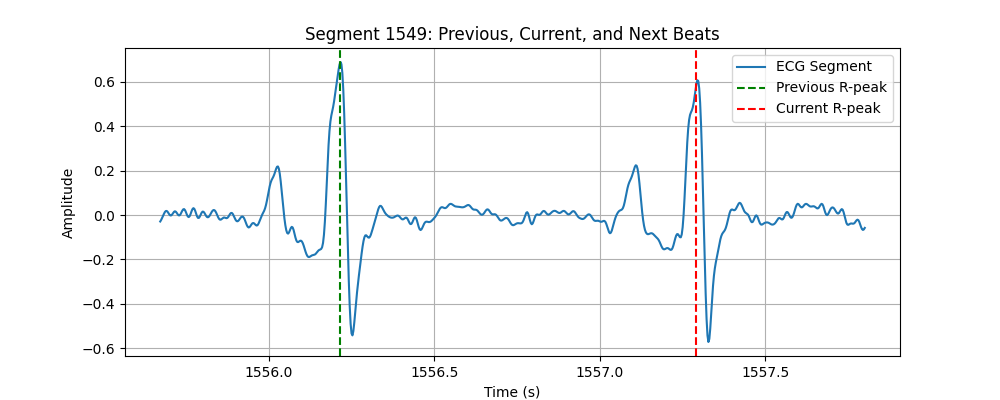 Segment 1549: Previous, Current, and Next Beats
ECG Segment
Previous R-peak
Current R-peak
Amplitude
0.6
0.4
0.2
0.0
−0.2
−0.4
−0.6
1556.0 1556.5 1557.0 1557.5
Time (s)